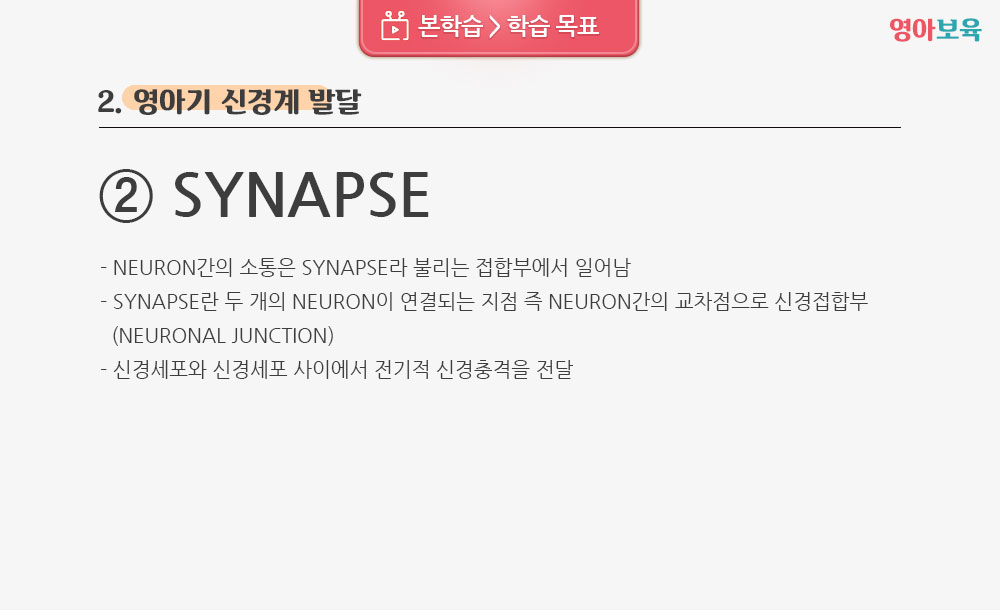 본학습 > 학습 목표
영아보육
2. 영아기 신경계 발달
② SYNAPSE
- NEURON간의 소통은 SYNAPSE라 불리는 접합부에서 일어남
- SYNAPSE란 두 개의 NEURON이 연결되는 지점 즉 NEURON간의 교차점으로 신경접합부
(NEURONAL JUNCTION)
- 신경세포와 신경세포 사이에서 전기적 신경충격을 전달